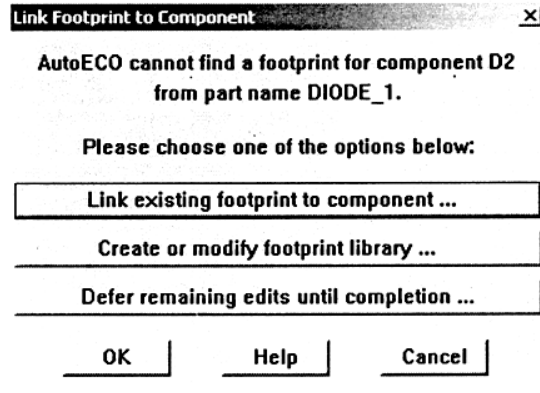 Link Footprint to Component
AutoECO cannot find a footprint for component D2
from part name DIODE_1.
Please choose one of the options below:
Link existing footprint to component ...
Create or modify footprint library ...
Defer remaining edits until completion ...
OK Help Cancel